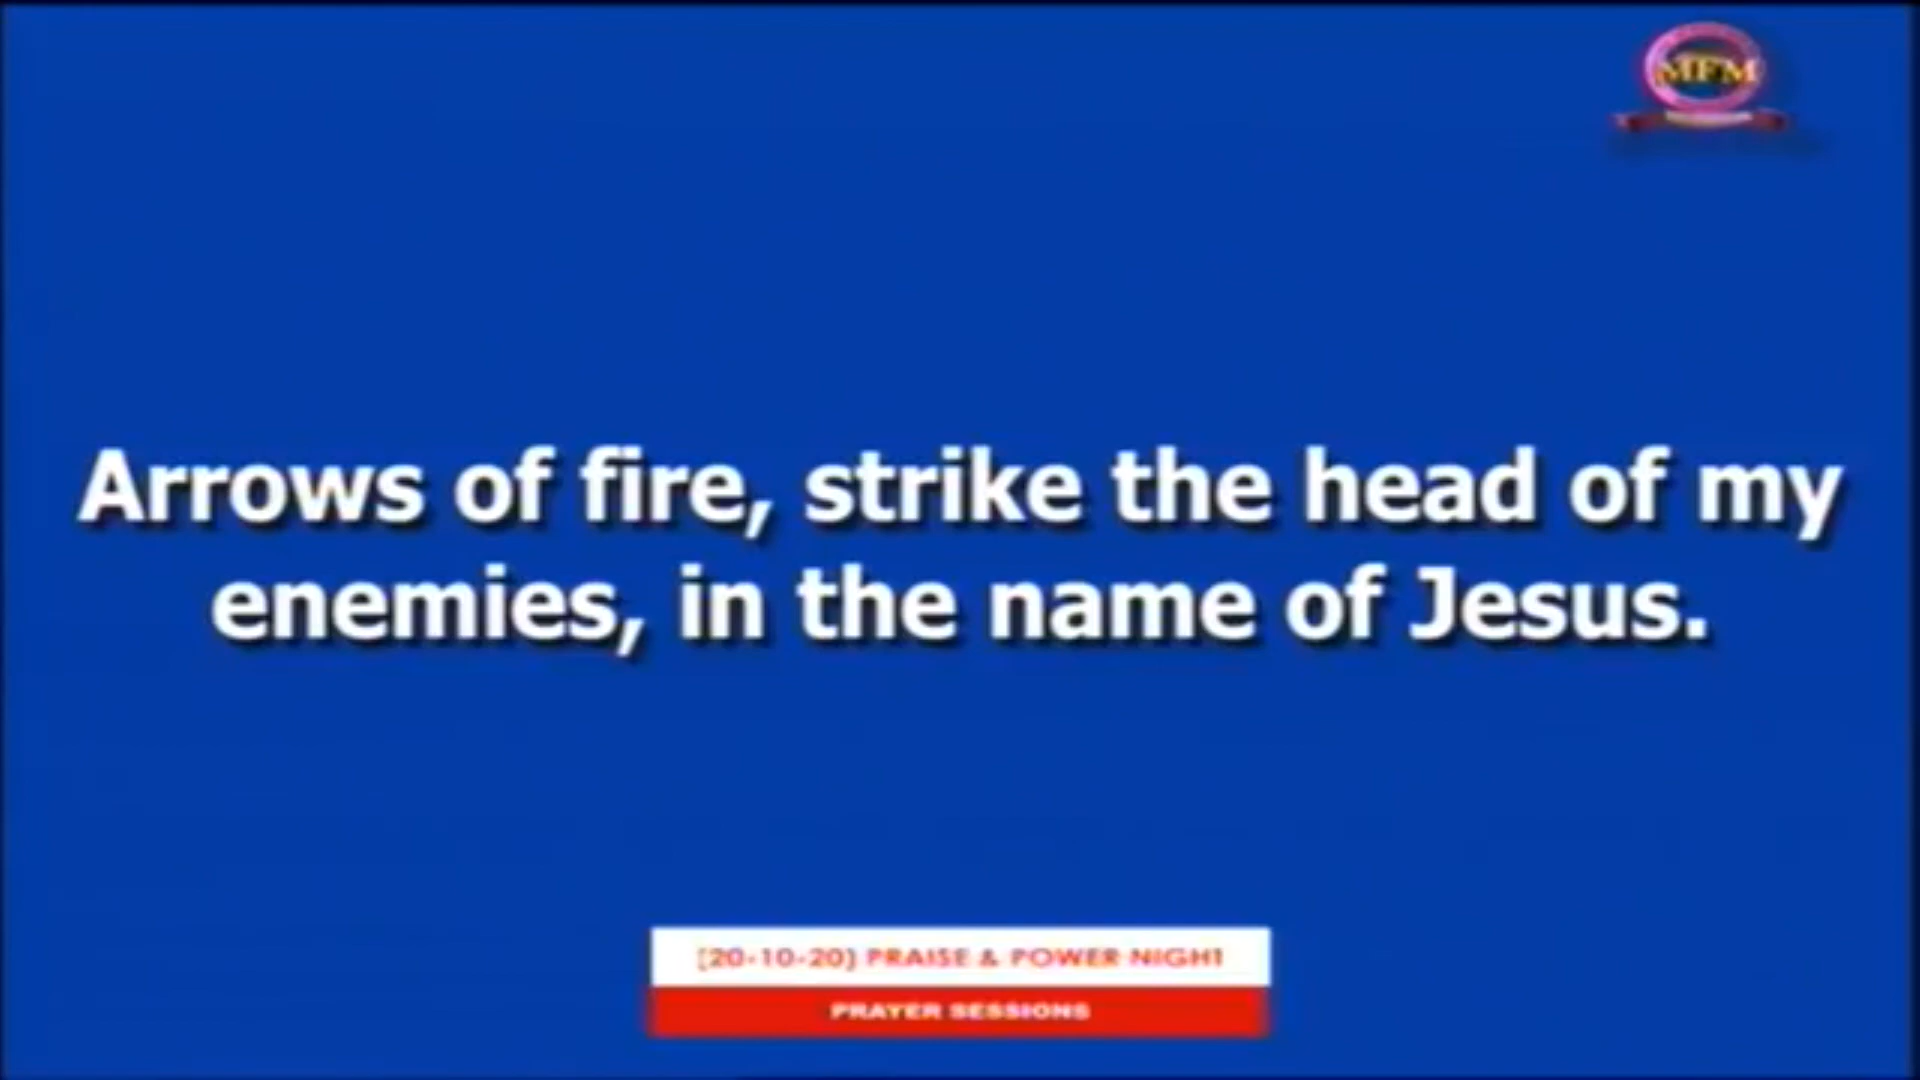 MFM
Arrows of fire, strike the head of my
enemies, in the name of Jesus.
[20-10-20] PRAISE & POWER NIGHT
PRAYER SESSIONS